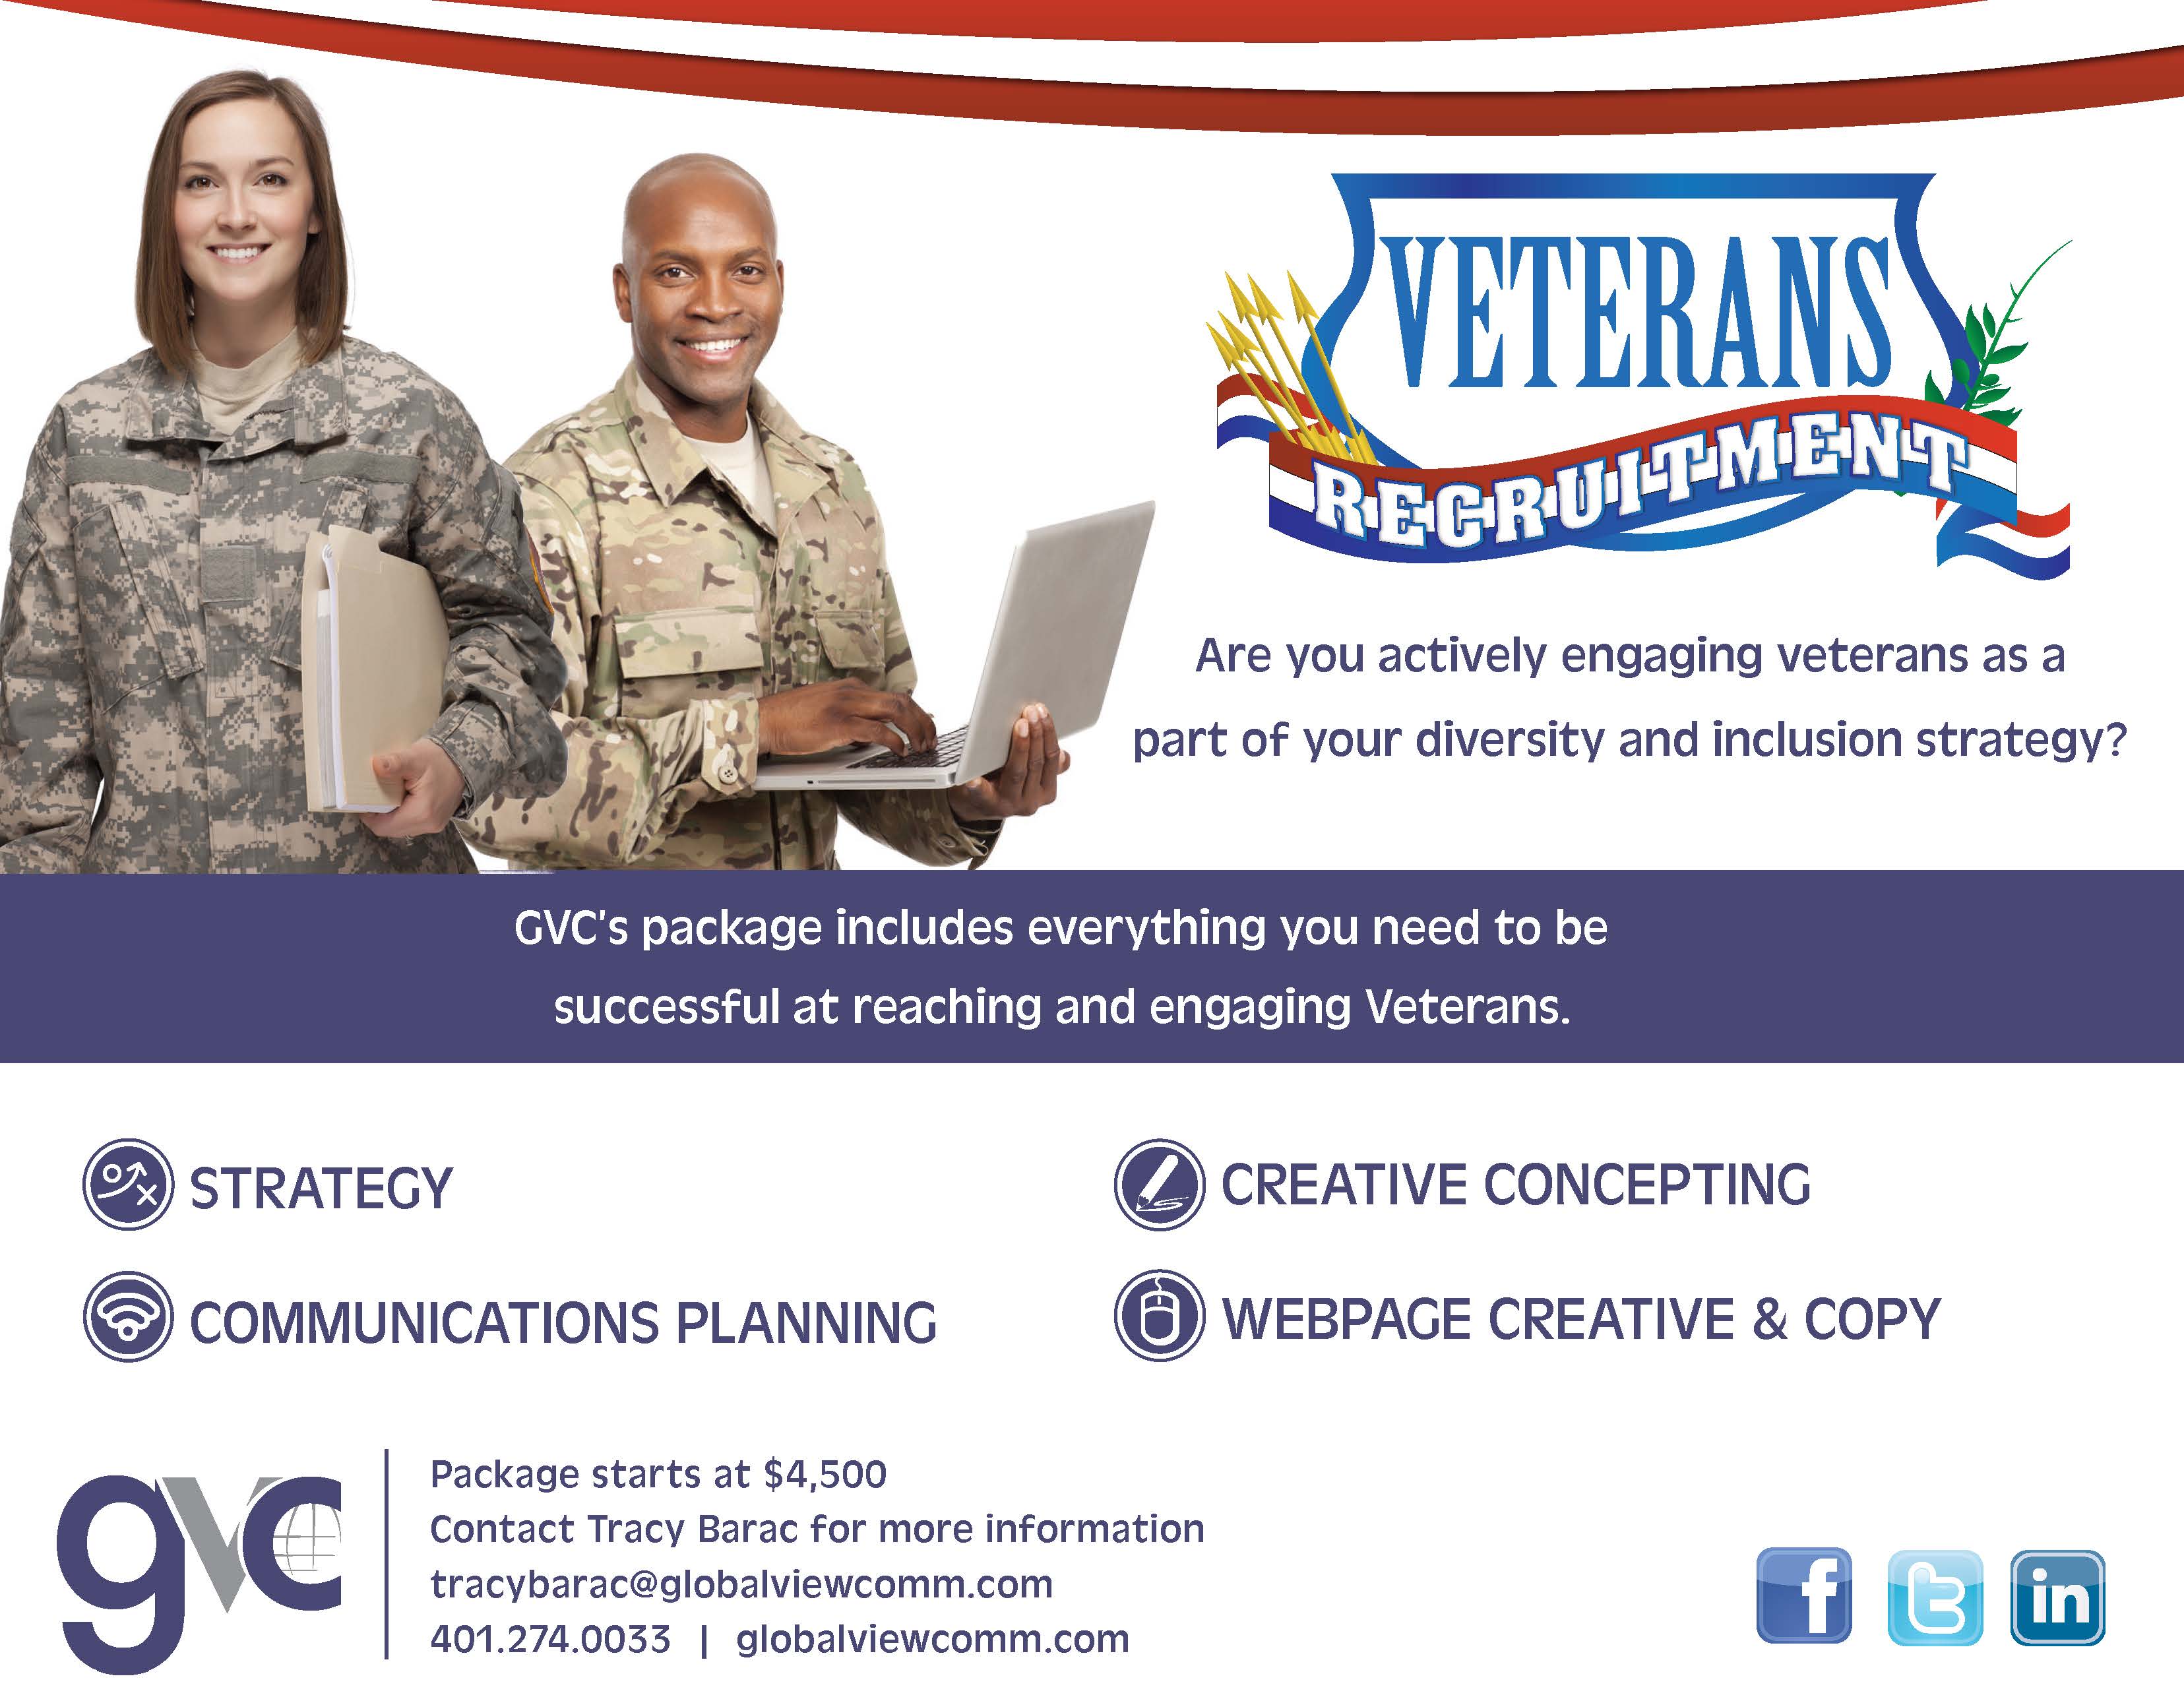 VETERANS
RECRUITMENT
Are you actively engaging veterans as a
part of your diversity and inclusion strategy?
GVC's package includes everything you need to be
successful at reaching and engaging Veterans.
STRATEGY
CREATIVE CONCEPTING
COMMUNICATIONS PLANNING
WEBPAGE CREATIVE & COPY
gvc
Package starts at $4,500
Contact Tracy Barac for more information
tracybarac@globalviewcomm.com
401.274.0033 | globalviewcomm.com
f t in